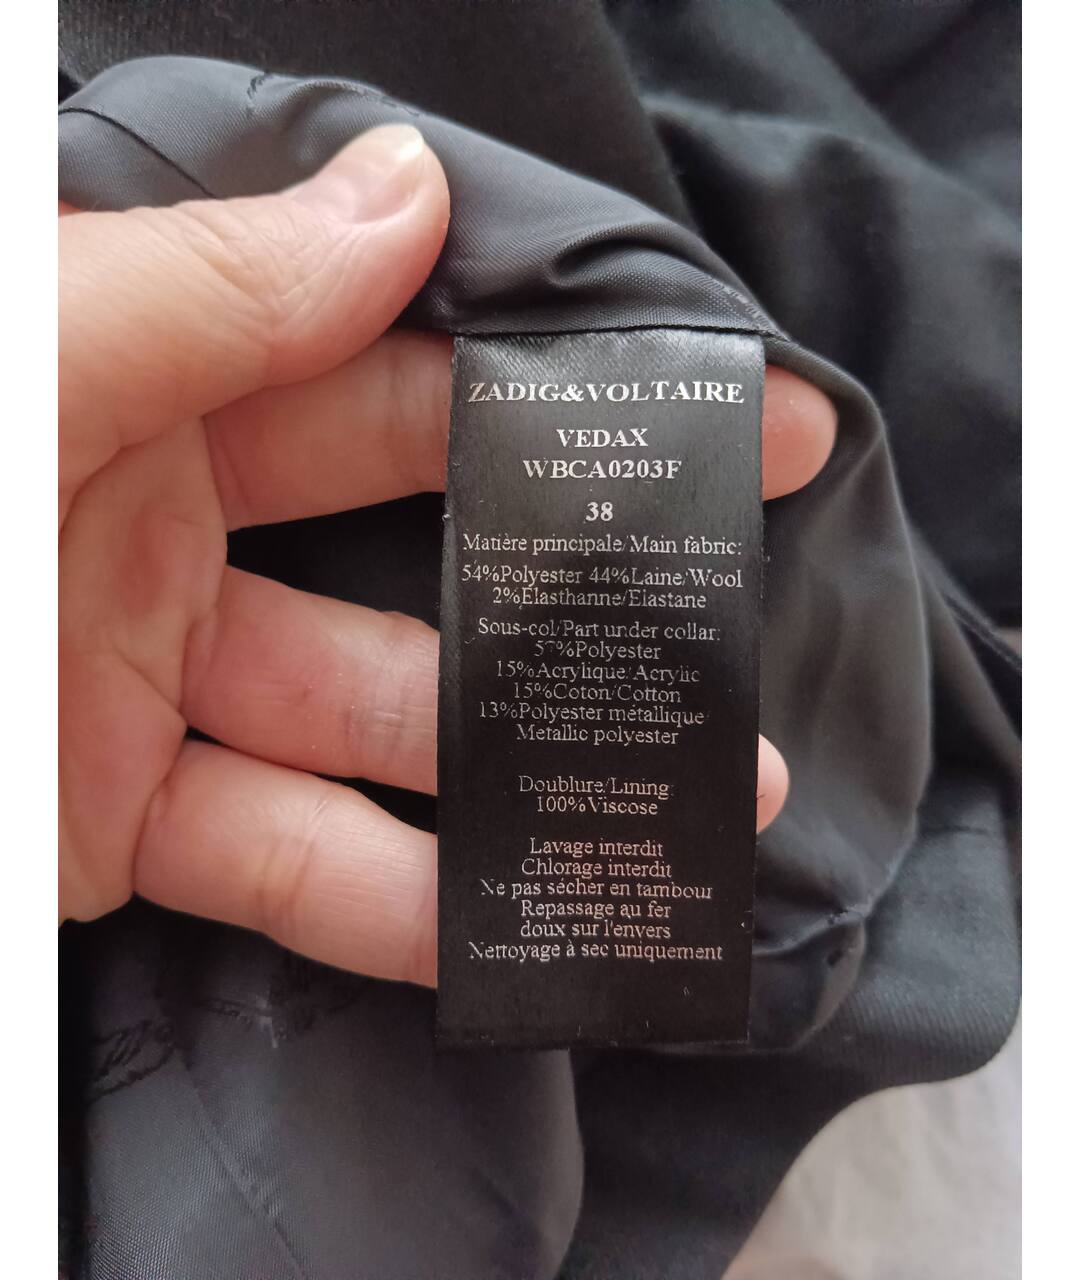 ZADIG&VOLTAIRE
VEDAX
WBCA0203F
38
Matière principale/Main fabric:
54%Polyester 44%Laine/Wool
2%Elasthanne/Elastane
Sous-col/Part under collar:
57%Polyester
15%Acrylique/Acrylic
15%Coton/Cotton
13%Polyester métallique/
Metallic polyester
Doublure/Lining:
100%Viscose
Lavage interdit
Chlorage interdit
Ne pas sécher en tambour
Repassage au fer
doux sur l'envers
Nettoyage à sec uniquement